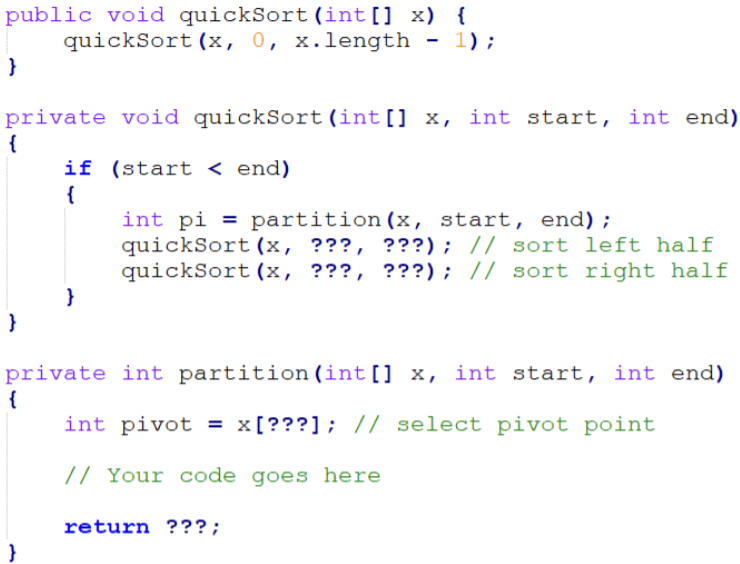 public void quickSort(int[] x) {
    quickSort(x, 0, x.length - 1);
}

private void quickSort(int[] x, int start, int end)
{
    if (start < end)
    {
        int pi = partition(x, start, end);
        quickSort(x, ???, ???); // sort left half
        quickSort(x, ???, ???); // sort right half
    }
}

private int partition(int[] x, int start, int end)
{
    int pivot = x[???]; // select pivot point

    // Your code goes here

    return ???;
}